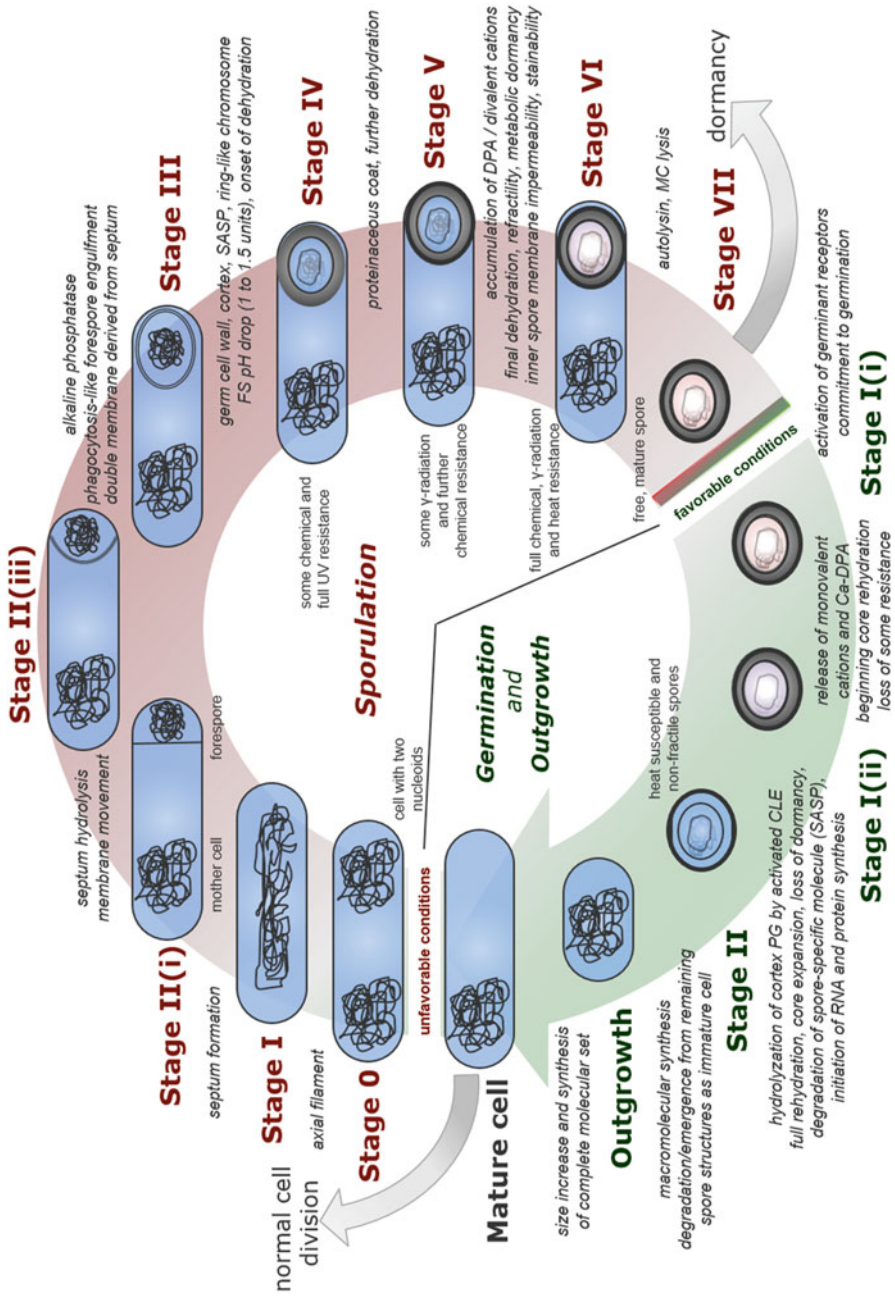 normal cell
division
Mature cell
unfavorable conditions
Stage 0
cell with two
nucleoids
axial filament
Stage I
septum formation
Stage II(i)
mother cell
forespore
septum hydrolysis
membrane movement
Stage II(iii)
alkaline phosphatase
phagocytosis-like forespore engulfment
double membrane derived from septum
Stage III
germ cell wall, cortex, SASP, ring-like chromosome
FS pH drop (1 to 1.5 units), onset of dehydration
some chemical and
full UV resistance
Stage IV
proteinaceous coat, further dehydration
some γ-radiation
and further
chemical resistance
Stage V
accumulation of DPA / divalent cations
final dehydration, refractility, metabolic dormancy
inner spore membrane impermeability, stainability
full chemical, γ-radiation
and heat resistance
Stage VI
autolysin, MC lysis
free, mature spore
Stage VII
dormancy
Sporulation
Germination
and
Outgrowth
favorable conditions
activation of germinant receptors
commitment to germination
Stage I(i)
release of monovalent
cations and Ca-DPA
beginning core rehydration
loss of some resistance
Stage I(ii)
hydrolyzation of cortex PG by activated CLE
full rehydration, core expansion, loss of dormancy,
degradation of spore-specific molecule (SASP),
initiation of RNA and protein synthesis
heat susceptible and
non-fractile spores
Stage II
macromolecular synthesis
degradation/emergence from remaining
spore structures as immature cell
Outgrowth
size increase and synthesis
of complete molecular set